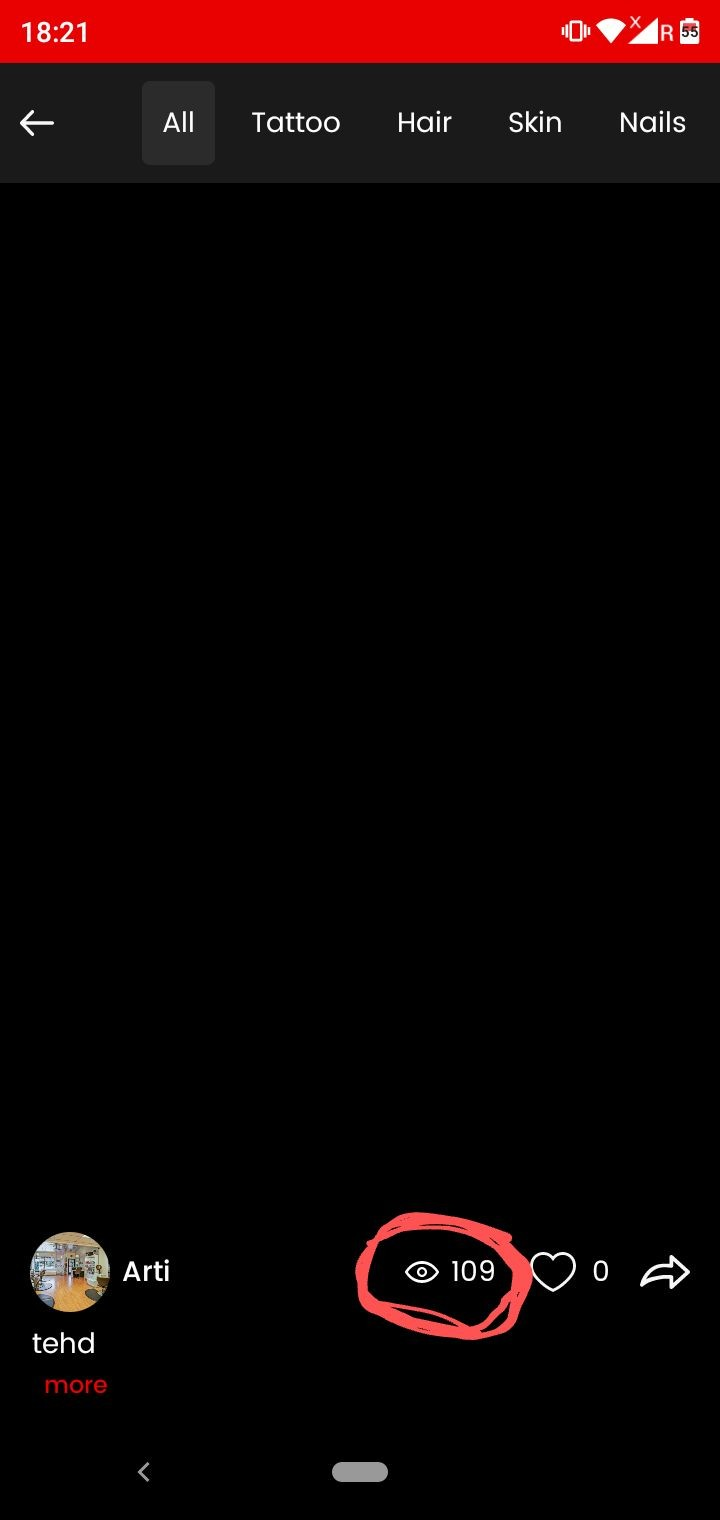 18:21 X R 55
All Tattoo Hair Skin Nails
Arti 109 0
tehd
more